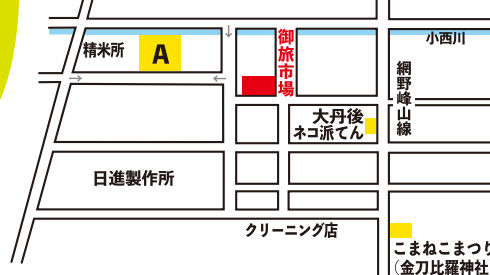 御旅市場
小西川
精米所
A
網野峰山線
大丹後
ネコ派てん
日進製作所
クリーニング店
こまねこまつり
（金刀比羅神社